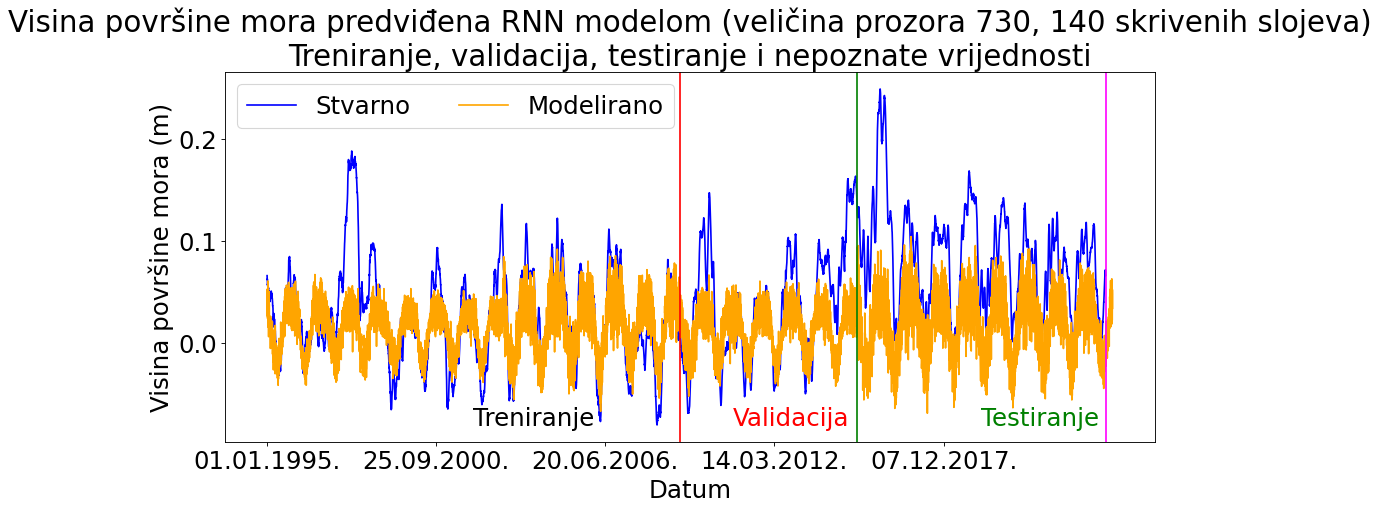 Visina površine mora predviđena RNN modelom (veličina prozora 730, 140 skrivenih slojeva)
Treniranje, validacija, testiranje i nepoznate vrijednosti
Stvarno Modelirano
Visina površine mora (m)
0.2
0.1
0.0
Treniranje Validacija Testiranje
01.01.1995. 25.09.2000. 20.06.2006. 14.03.2012. 07.12.2017.
Datum